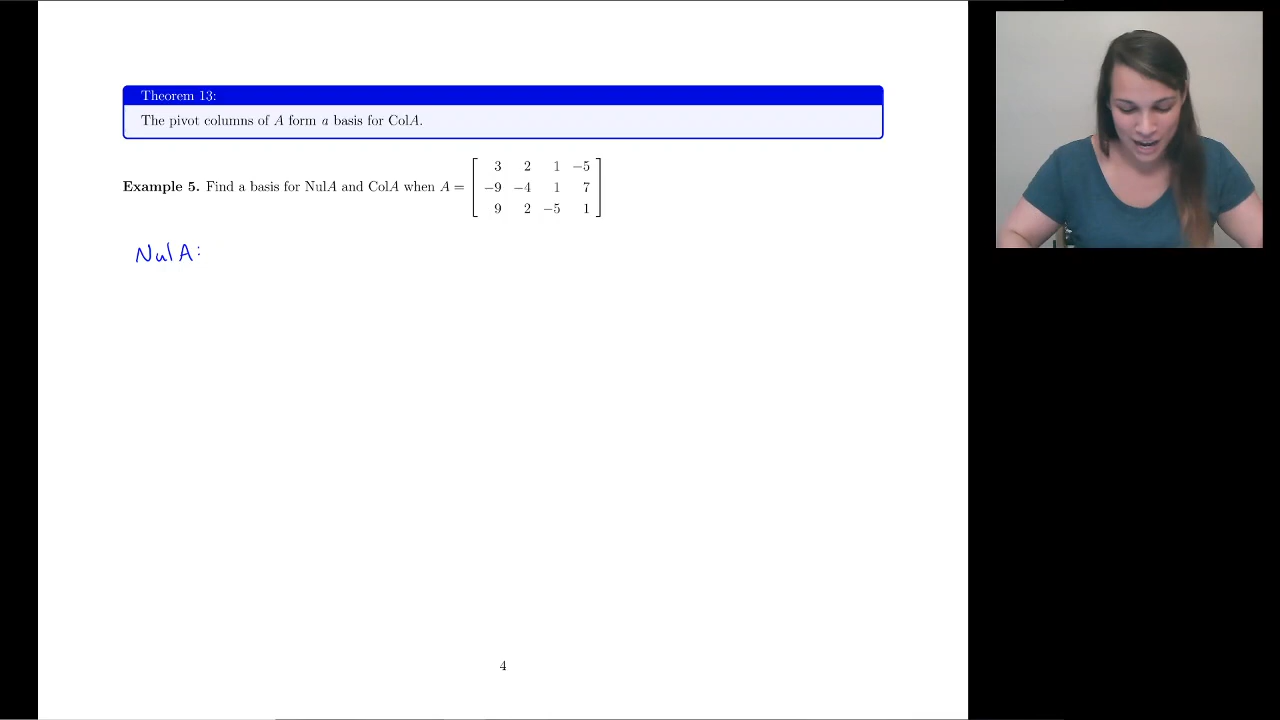 Theorem 13:
The pivot columns of A form a basis for ColA.
Example 5. Find a basis for NulA and ColA when A = [ 3 2 1 −5
−9 −4 1 7
9 2 −5 1 ]
Nul A:
4